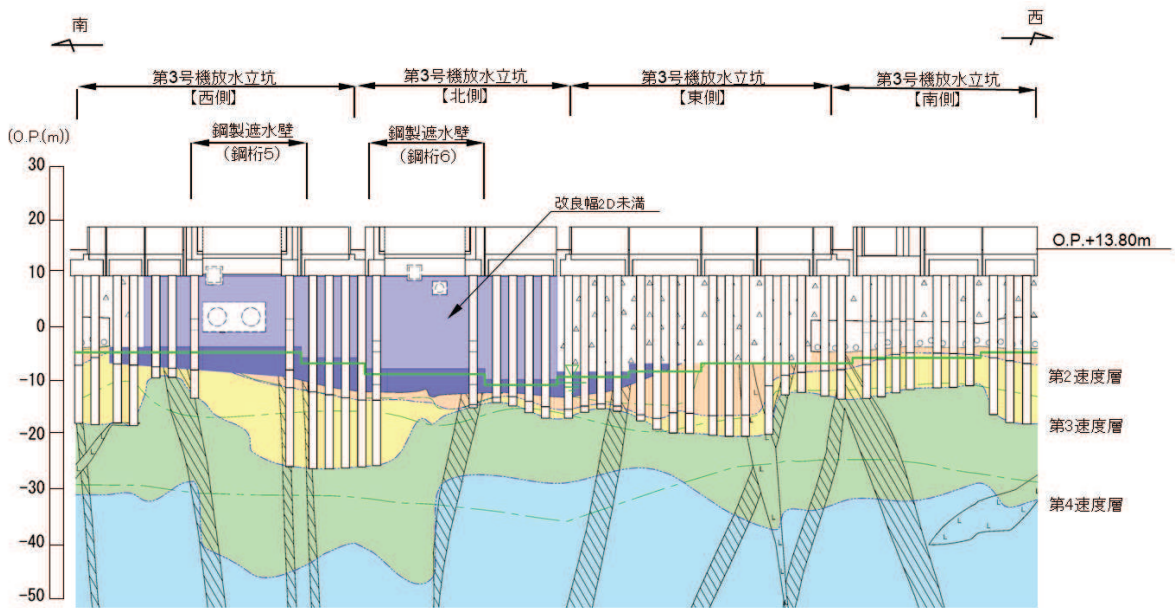 南
西
第3号機放水立坑
【西側】
第3号機放水立坑
【北側】
第3号機放水立坑
【東側】
第3号機放水立坑
【南側】
鋼製遮水壁
(鋼桁5)
鋼製遮水壁
(鋼桁6)
(O.P.(m))
改良幅2D未満
O.P.+13.80m
30
20
10
0
-10
-20
-30
-40
-50
第2速度層
第3速度層
第4速度層